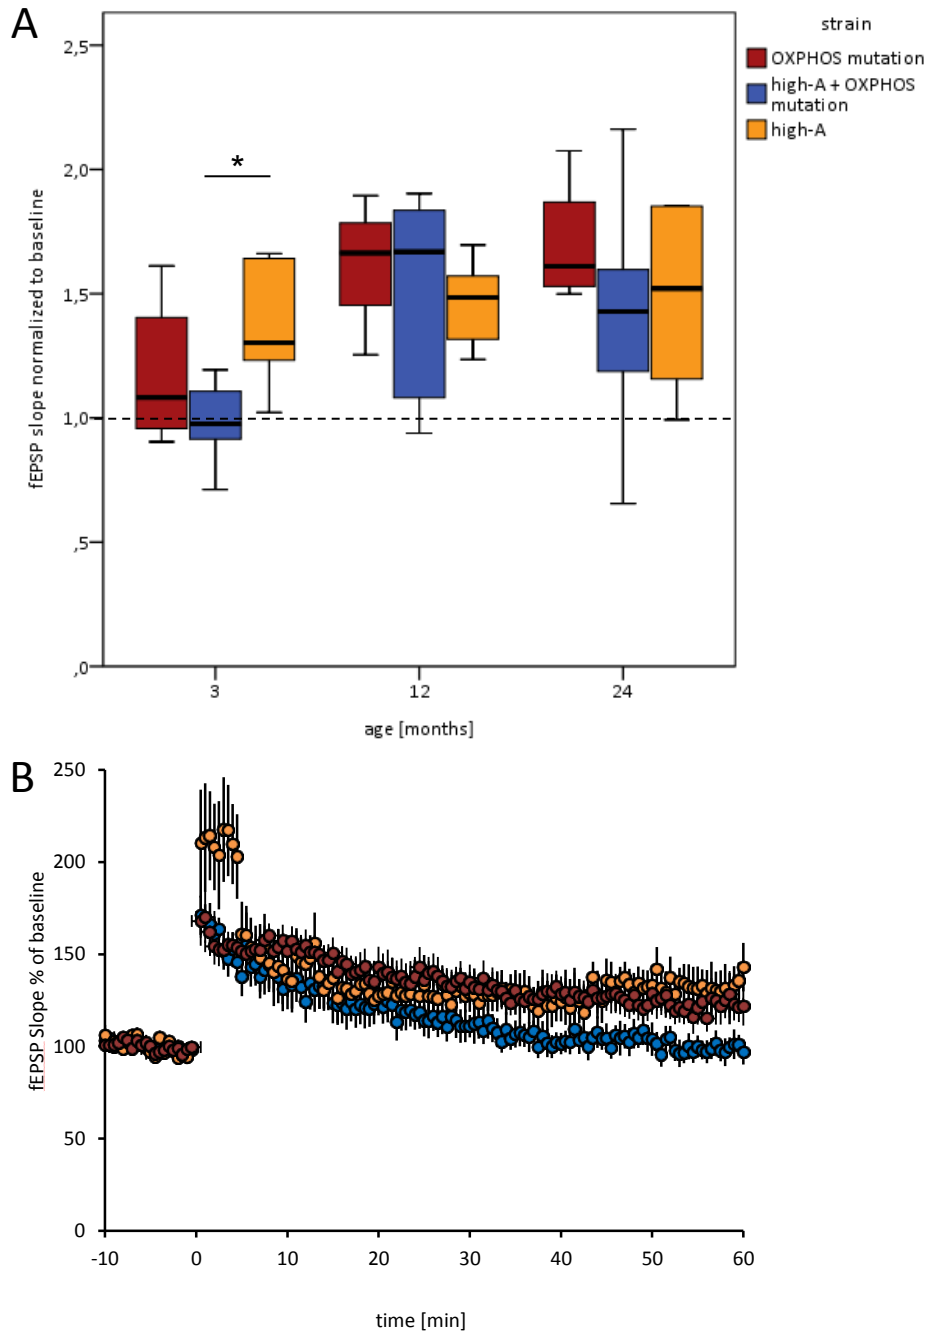 A
strain
OXPHOS mutation
high-A + OXPHOS
mutation
high-A
fEPSP slope normalized to baseline
2,5
2,0
*
1,5
1,0
,5
,0
3
12
24
age [months]
B
fEPSP Slope % of baseline
250
200
150
100
50
0
-10
0
10
20
30
40
50
60
time [min]